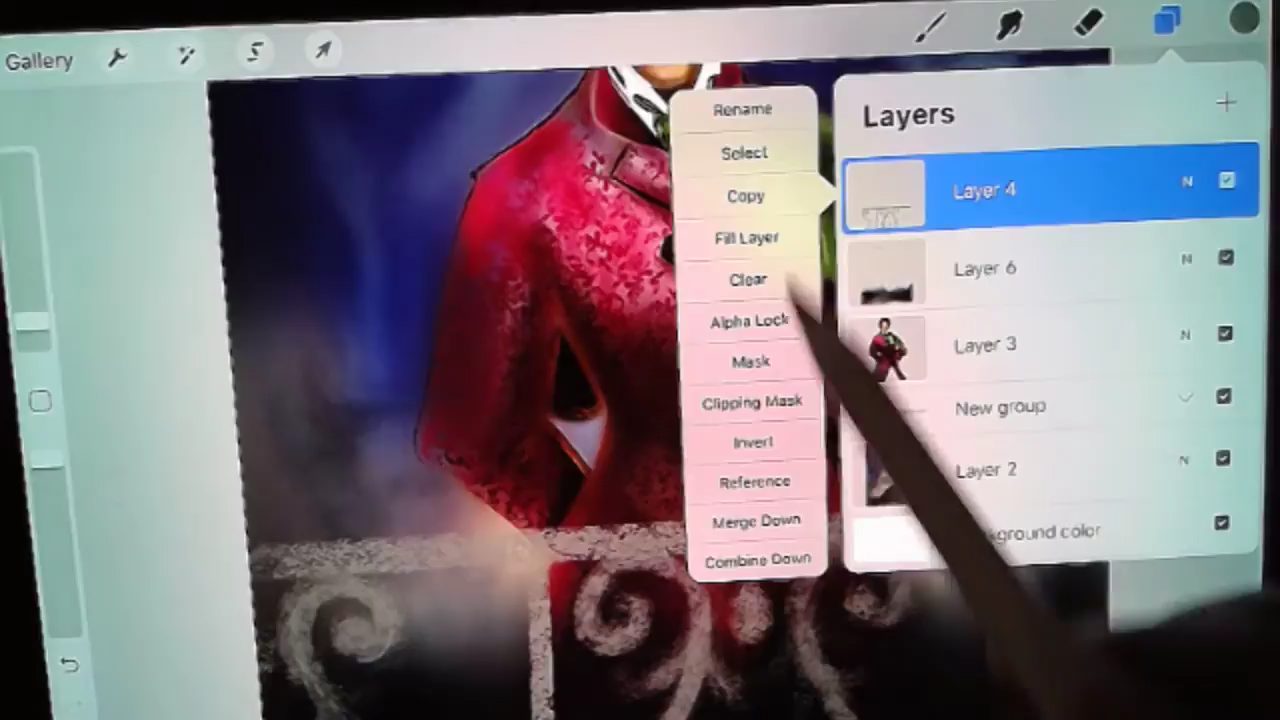 Gallery
Rename
Select
Copy
Fill Layer
Clear
Alpha Lock
Mask
Clipping Mask
Invert
Reference
Merge Down
Combine Down
Layers
Layer 4 N
Layer 6 N
Layer 3 N
New group
Layer 2 N
color